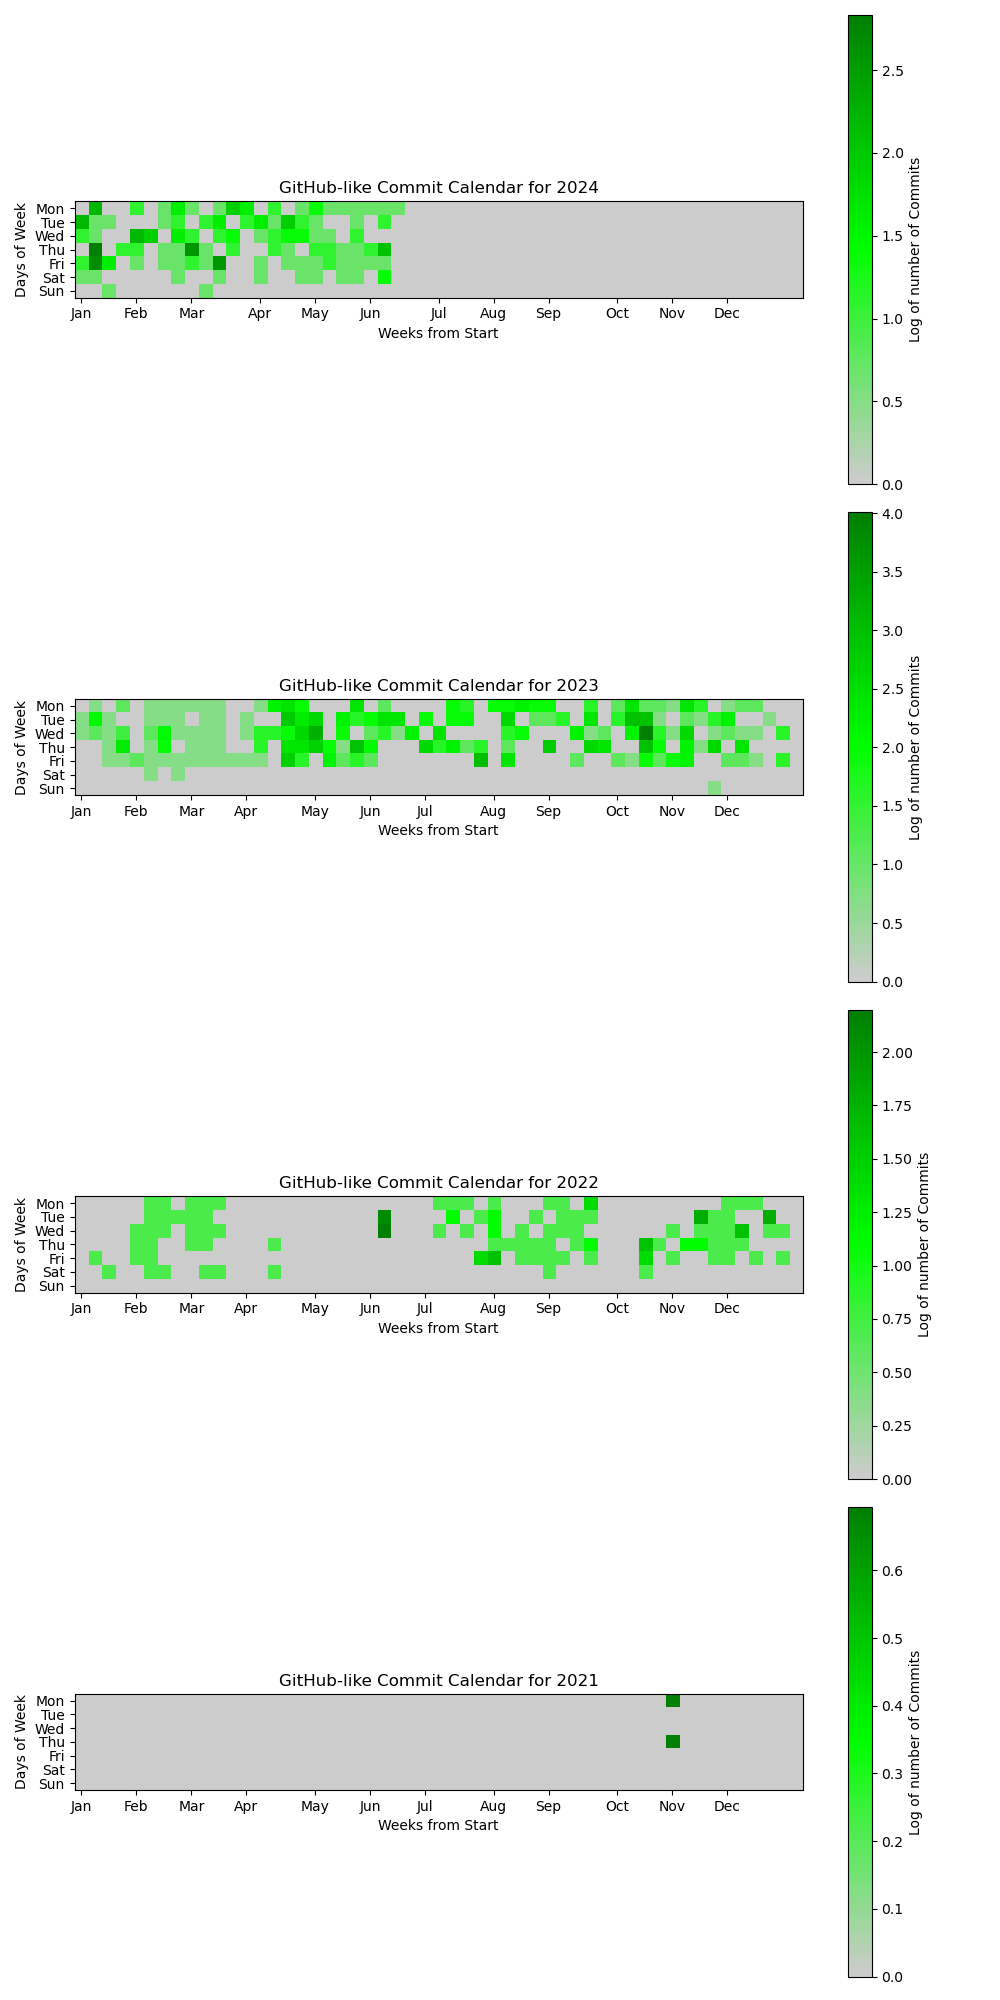 GitHub-like Commit Calendar for 2024
Days of Week
Mon
Tue
Wed
Thu
Fri
Sat
Sun
Jan Feb Mar Apr May Jun Jul Aug Sep Oct Nov Dec
Weeks from Start
2.5
2.0
1.5
1.0
0.5
0.0
Log of number of Commits
GitHub-like Commit Calendar for 2023
Days of Week
Mon
Tue
Wed
Thu
Fri
Sat
Sun
Jan Feb Mar Apr May Jun Jul Aug Sep Oct Nov Dec
Weeks from Start
4.0
3.5
3.0
2.5
2.0
1.5
1.0
0.5
0.0
Log of number of Commits
GitHub-like Commit Calendar for 2022
Days of Week
Mon
Tue
Wed
Thu
Fri
Sat
Sun
Jan Feb Mar Apr May Jun Jul Aug Sep Oct Nov Dec
Weeks from Start
2.00
1.75
1.50
1.25
1.00
0.75
0.50
0.25
0.00
Log of number of Commits
GitHub-like Commit Calendar for 2021
Days of Week
Mon
Tue
Wed
Thu
Fri
Sat
Sun
Jan Feb Mar Apr May Jun Jul Aug Sep Oct Nov Dec
Weeks from Start
0.6
0.5
0.4
0.3
0.2
0.1
0.0
Log of number of Commits